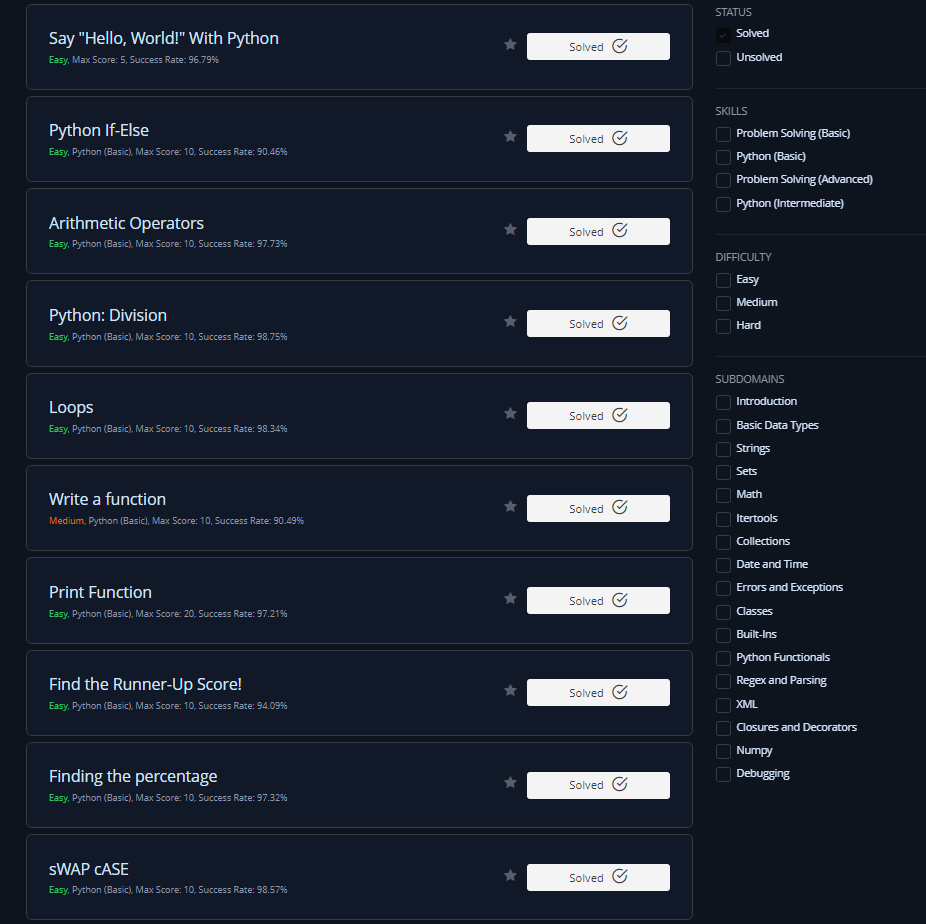 Say "Hello, World!" With Python
Easy, Max Score: 5, Success Rate: 96.79%
Solved
Python If-Else
Easy, Python (Basic), Max Score: 10, Success Rate: 90.46%
Solved
Arithmetic Operators
Easy, Python (Basic), Max Score: 10, Success Rate: 97.73%
Solved
Python: Division
Easy, Python (Basic), Max Score: 10, Success Rate: 98.75%
Solved
Loops
Easy, Python (Basic), Max Score: 10, Success Rate: 98.34%
Solved
Write a function
Medium, Python (Basic), Max Score: 10, Success Rate: 90.49%
Solved
Print Function
Easy, Python (Basic), Max Score: 20, Success Rate: 97.21%
Solved
Find the Runner-Up Score!
Easy, Python (Basic), Max Score: 10, Success Rate: 94.09%
Solved
Finding the percentage
Easy, Python (Basic), Max Score: 10, Success Rate: 97.32%
Solved
sWAP cASE
Easy, Python (Basic), Max Score: 10, Success Rate: 98.57%
Solved
STATUS
Solved
Unsolved
SKILLS
Problem Solving (Basic)
Python (Basic)
Problem Solving (Advanced)
Python (Intermediate)
DIFFICULTY
Easy
Medium
Hard
SUBDOMAINS
Introduction
Basic Data Types
Strings
Sets
Math
Itertools
Collections
Date and Time
Errors and Exceptions
Classes
Built-Ins
Python Functionals
Regex and Parsing
XML
Closures and Decorators
Numpy
Debugging